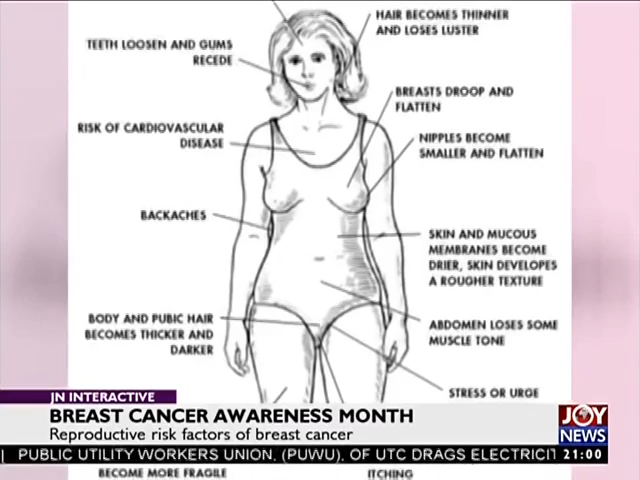 HAIR BECOMES THINNER
AND LOSES LUSTER
TEETH LOOSEN AND GUMS
RECEDE
BREASTS DROOP AND
FLATTEN
RISK OF CARDIOVASCULAR
DISEASE
NIPPLES BECOME
SMALLER AND FLATTEN
BACKACHES
SKIN AND MUCOUS
MEMBRANES BECOME
DRIER, SKIN DEVELOPES
A ROUGHER TEXTURE
BODY AND PUBIC HAIR
BECOMES THICKER AND
DARKER
ABDOMEN LOSES SOME
MUSCLE TONE
STRESS OR URGE
JN INTERACTIVE
BREAST CANCER AWARENESS MONTH
Reproductive risk factors of breast cancer
JOY
NEWS
PUBLIC UTILITY WORKERS UNION, (PUWU), OF UTC DRAGS ELECTRICI
21:00
BECOME MORE FRAGILE
ITCHING